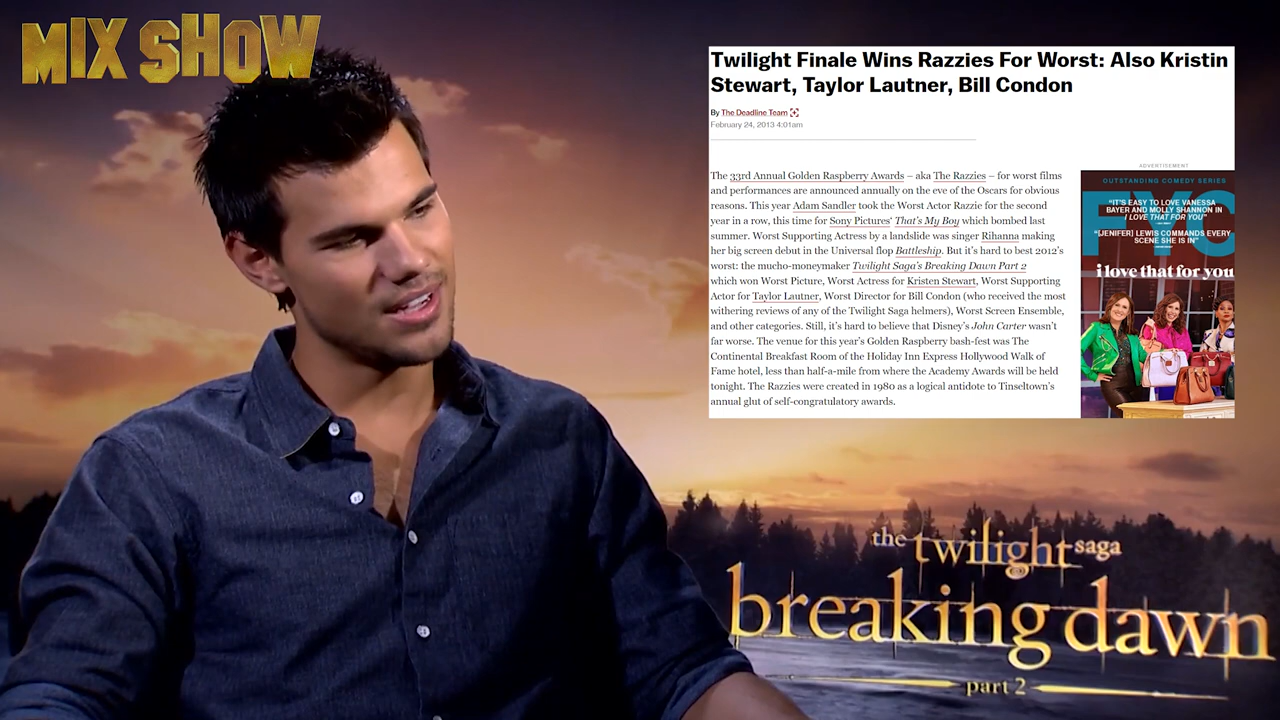 MIX SHOW
Twilight Finale Wins Razzies For Worst: Also Kristin
Stewart, Taylor Lautner, Bill Condon
By The Deadline Team
February 24, 2013 4:01am
The 33rd Annual Golden Raspberry Awards – aka The Razzies – for worst films
and performances are announced annually on the eve of the Oscars for obvious
reasons. This year Adam Sandler took the Worst Actor Razzie for the second
year in a row, this time for Sony Pictures' That's My Boy which bombed last
summer. Worst Supporting Actress by a landslide was singer Rihanna making
her big screen debut in the Universal flop Battleship. But it's hard to best 2012's
worst: the mucho-moneymaker Twilight Saga's Breaking Dawn Part 2
which won Worst Picture, Worst Actress for Kristen Stewart, Worst Supporting
Actor for Taylor Lautner, Worst Director for Bill Condon (who received the most
withering reviews of any of the Twilight Saga helmers), Worst Screen Ensemble,
and other categories. Still, it's hard to believe that Disney's John Carter wasn't
far worse. The venue for this year's Golden Raspberry bash-fest was The
Continental Breakfast Room of the Holiday Inn Express Hollywood Walk of
Fame hotel, less than half-a-mile from where the Academy Awards will be held
tonight. The Razzies were created in 1980 as a logical antidote to Tinseltown's
annual glut of self-congratulatory awards.
ADVERTISEMENT
OUTSTANDING COMEDY SERIES
FYC
"IT'S EASY TO LOVE VANESSA
BAYER AND MOLLY SHANNON IN
I LOVE THAT FOR YOU"
"[JENIFER] LEWIS COMMANDS EVERY
SCENE SHE IS IN"
i love that for you
the twilight saga
breaking dawn
part 2